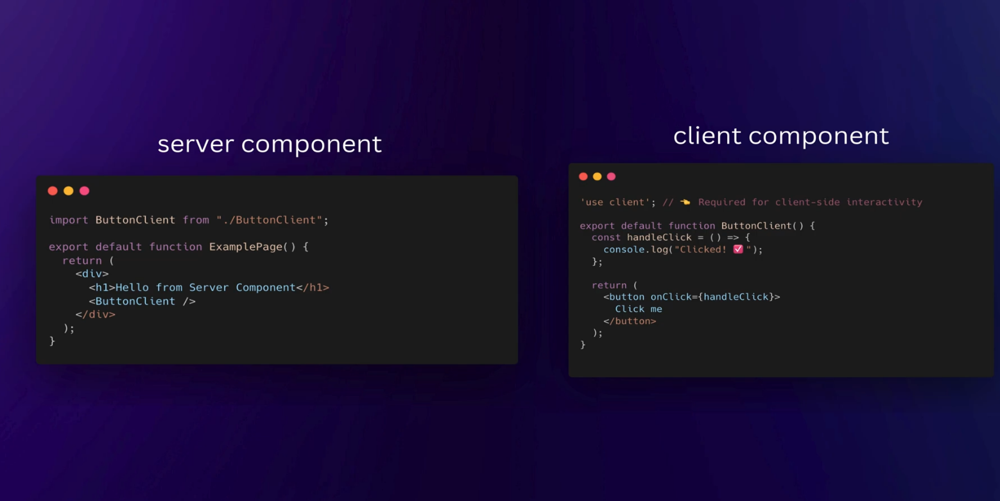 server component
import ButtonClient from "./ButtonClient";
export default function ExamplePage() {
  return (
    <div>
      <h1>Hello from Server Component</h1>
      <ButtonClient />
    </div>
  );
}
client component
'use client'; // 👈 Required for client-side interactivity
export default function ButtonClient() {
  const handleClick = () => {
    console.log("Clicked! ✅");
  };
  return (
    <button onClick={handleClick}>
      Click me
    </button>
  );
}